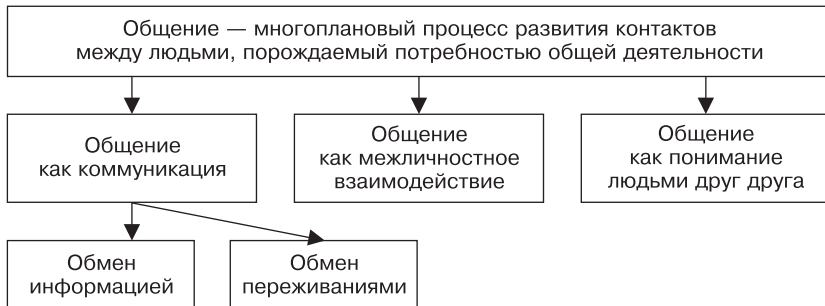 Общение — многоплановый процесс развития контактов
между людьми, порождаемый потребностью общей деятельности
Общение
как коммуникация
Общение
как межличностное
взаимодействие
Общение
как понимание
людьми друг друга
Обмен
информацией
Обмен
переживаниями